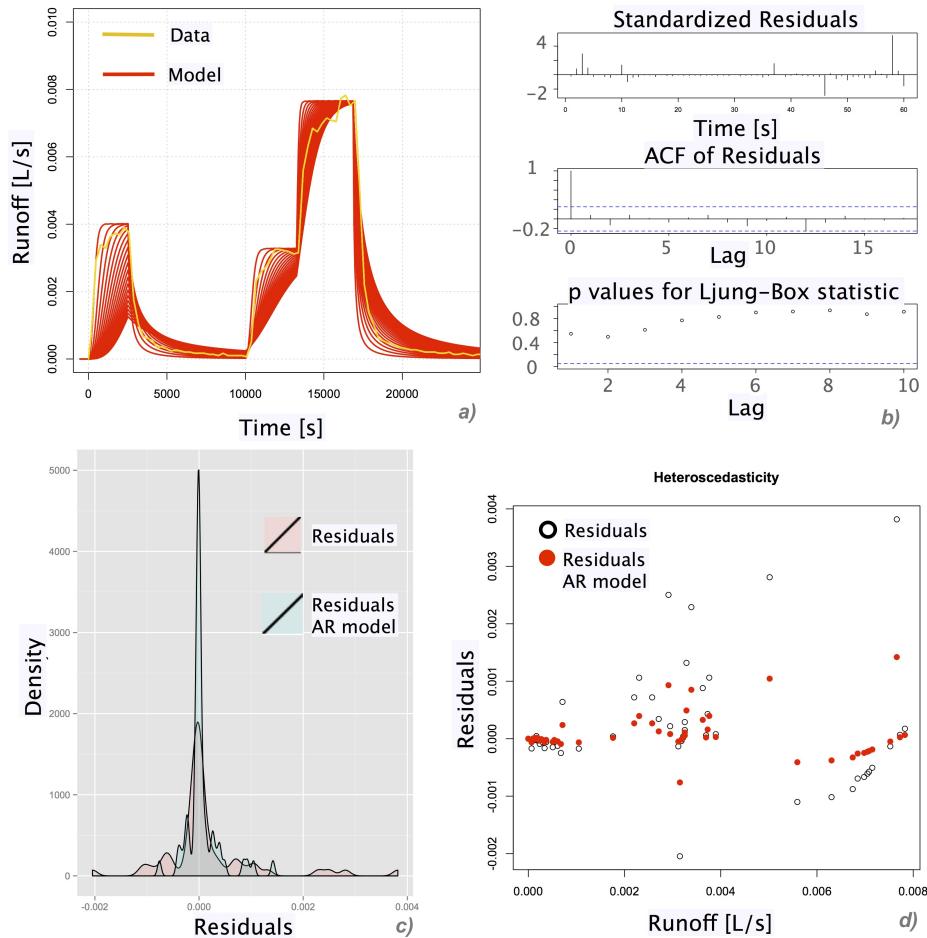 Data
Model
Runoff [L/s]
0.010
0.008
0.006
0.004
0.002
0.000
0
5000
10000
15000
20000
Time [s]
a)
Standardized Residuals
4
-2
0
10
20
30
40
50
60
Time [s]
ACF of Residuals
1
-0.2
0
5
10
15
Lag
p values for Ljung-Box statistic
0.8
0.4
0
2
4
6
8
10
Lag
b)
5000
4000
3000
2000
1000
0
Density
Residuals
Residuals
AR model
-0.002
0.000
0.002
0.004
Residuals
c)
Heteroscedasticity
Residuals
Residuals
AR model
Residuals
0.004
0.003
0.002
0.001
0.000
-0.001
-0.002
0.000
0.002
0.004
0.006
0.008
Runoff [L/s]
d)